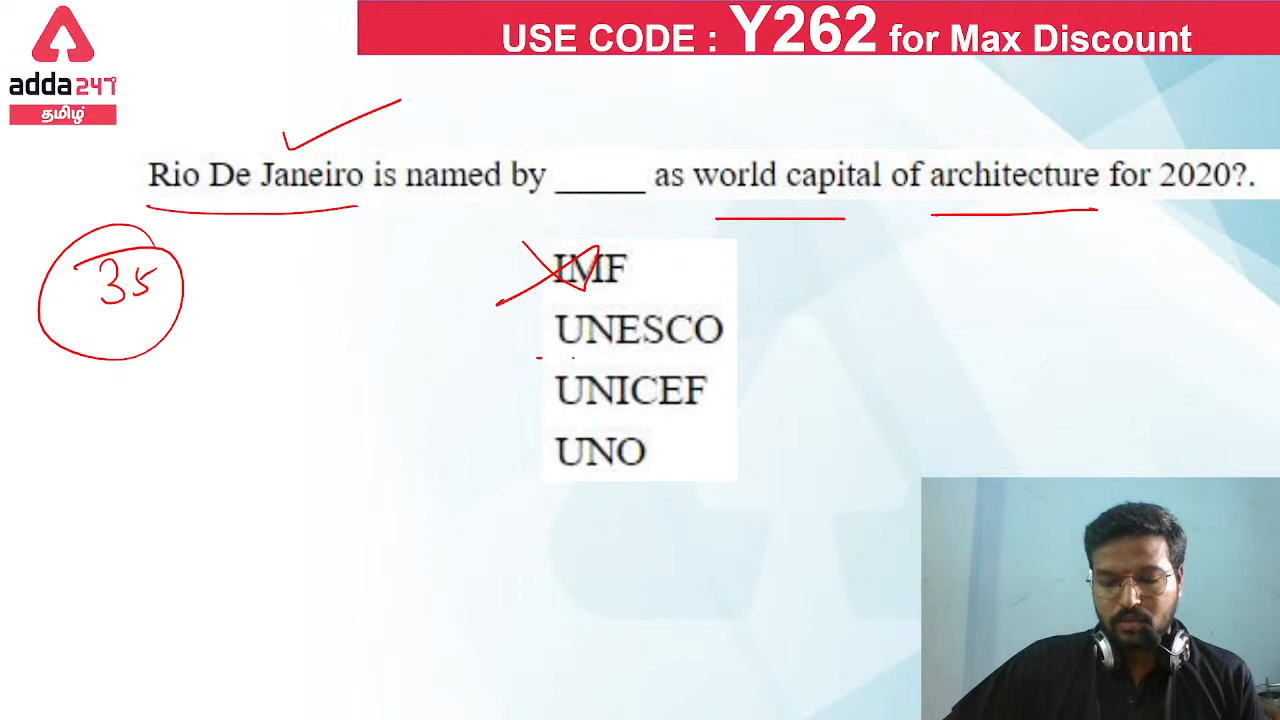 USE CODE : Y262 for Max Discount
adda247
தமிழ்
Rio De Janeiro is named by _____ as world capital of architecture for 2020?.
35
IMF
UNESCO
UNICEF
UNO